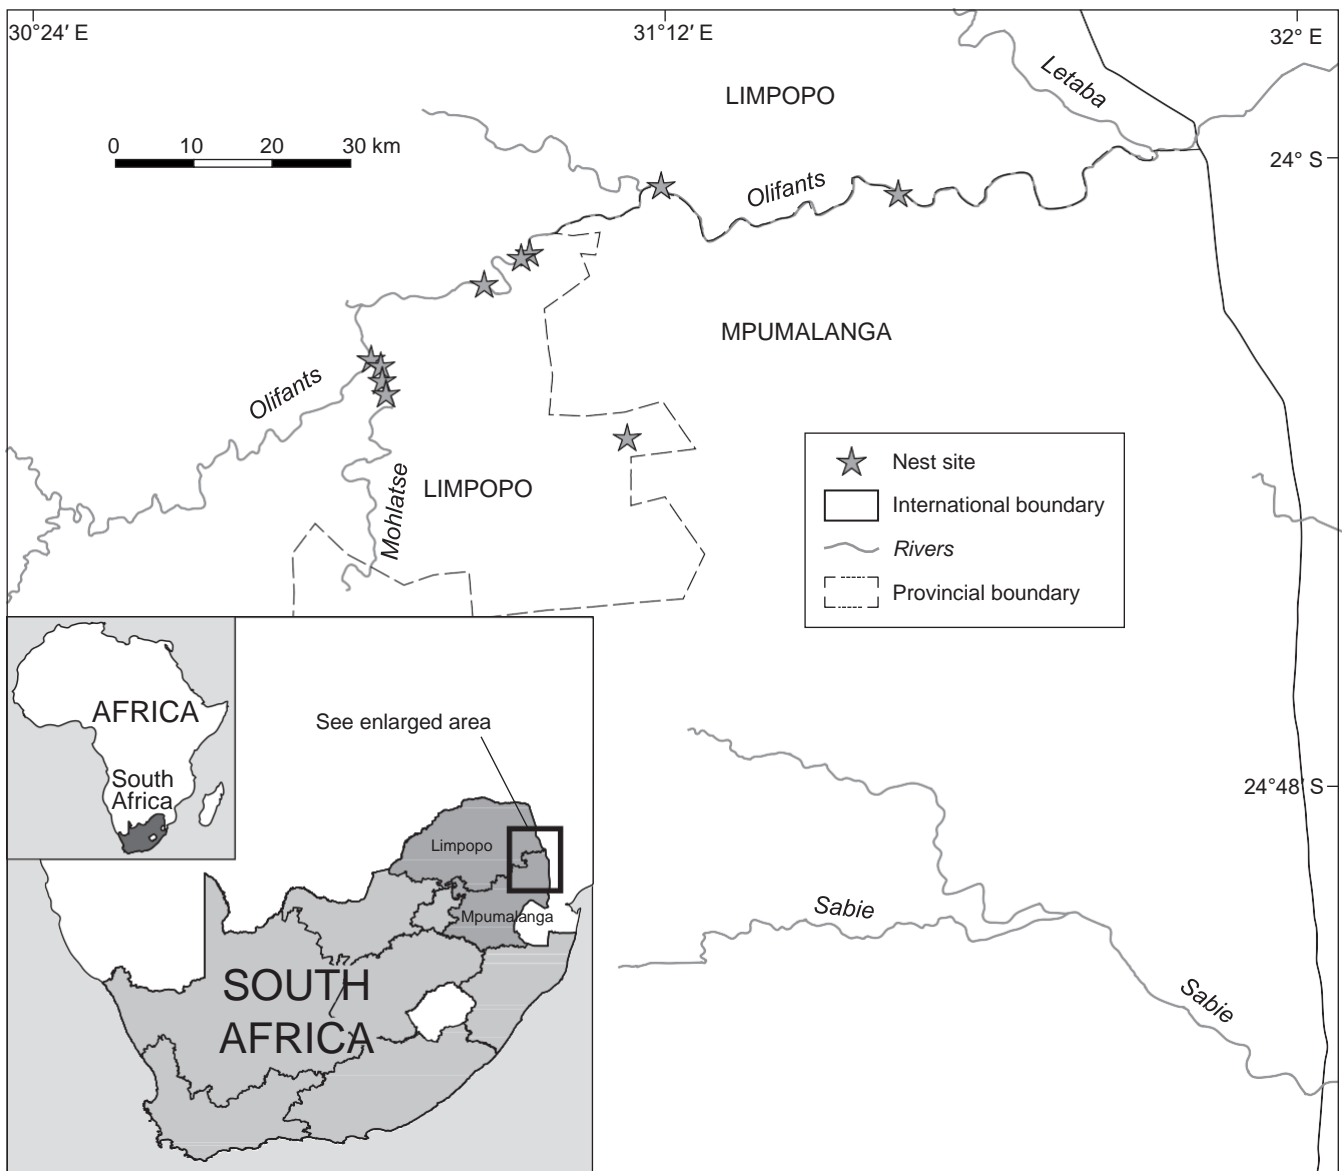 30°24′ E
31°12′ E
32° E
Letaba
LIMPOPO
0 10 20 30 km
24° S
Olifants
MPUMALANGA
Olifants
Mohlatse
LIMPOPO
Nest site
International boundary
Rivers
Provincial boundary
AFRICA
South
Africa
See enlarged area
24°48′ S
Limpopo
Mpumalanga
Sabie
SOUTH
AFRICA
Sabie